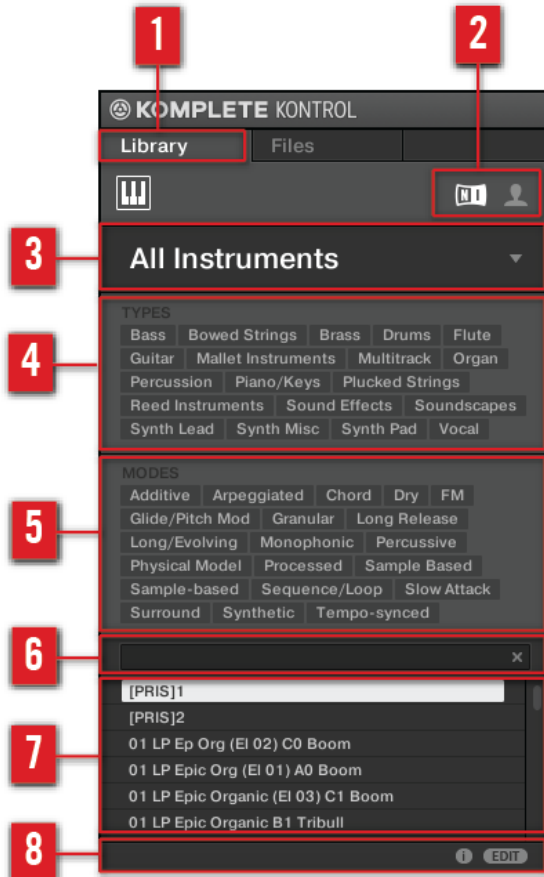 1
2
KOMPLETE KONTROL
Library
Files
NI
3
All Instruments
4
TYPES
Bass Bowed Strings Brass Drums Flute
Guitar Mallet Instruments Multitrack Organ
Percussion Piano/Keys Plucked Strings
Reed Instruments Sound Effects Soundscapes
Synth Lead Synth Misc Synth Pad Vocal
5
MODES
Additive Arpeggiated Chord Dry FM
Glide/Pitch Mod Granular Long Release
Long/Evolving Monophonic Percussive
Physical Model Processed Sample Based
Sample-based Sequence/Loop Slow Attack
Surround Synthetic Tempo-synced
6
×
7
[PRIS]1
[PRIS]2
01 LP Ep Org (El 02) C0 Boom
01 LP Epic Org (El 01) A0 Boom
01 LP Epic Organic (El 03) C1 Boom
01 LP Epic Organic B1 Tribull
8
i EDIT